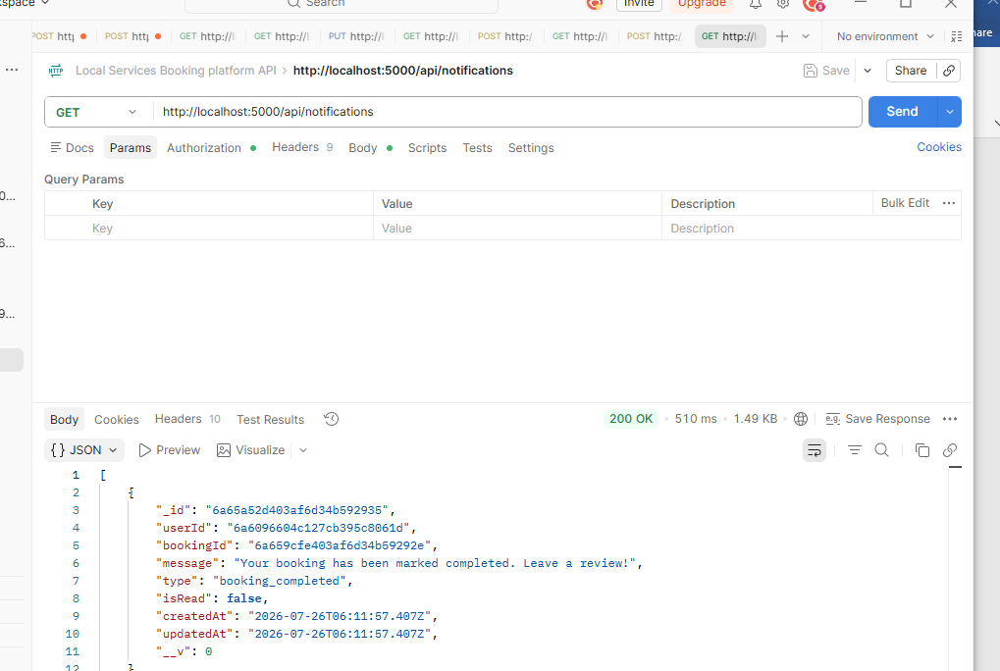 space
Search
Invite
Upgrade
POST http
POST http
GET http://l
GET http://l
PUT http://
GET http://l
POST http:/
GET http://l
POST http:/
GET http://l
No environment
are
HTTP Local Services Booking platform API > http://localhost:5000/api/notifications
Save
Share
GET
http://localhost:5000/api/notifications
Send
Docs
Params
Authorization
Headers 9
Body
Scripts
Tests
Settings
Cookies
Query Params
Key Value Description Bulk Edit
Key Value Description
0...
6...
9...
Body Cookies Headers 10 Test Results
200 OK • 510 ms • 1.49 KB
e.g. Save Response
{} JSON
Preview
Visualize
1 [
2 {
3 "_id": "6a65a52d403af6d34b592935",
4 "userId": "6a6096604c127cb395c8061d",
5 "bookingId": "6a659cfe403af6d34b59292e",
6 "message": "Your booking has been marked completed. Leave a review!",
7 "type": "booking_completed",
8 "isRead": false,
9 "createdAt": "2026-07-26T06:11:57.407Z",
10 "updatedAt": "2026-07-26T06:11:57.407Z",
11 "__v": 0
12 }